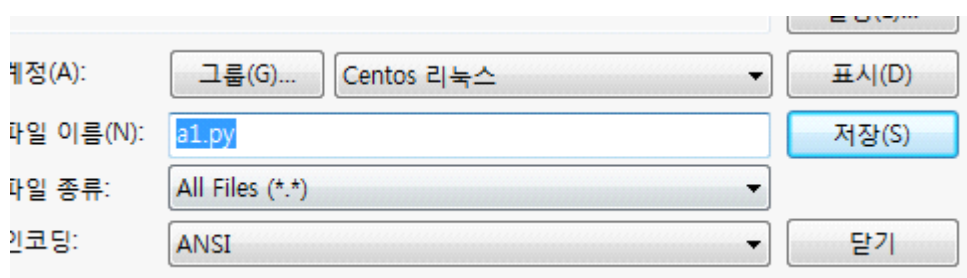 계정(A): 그룹(G)... Centos 리눅스 표시(D)
파일 이름(N): a1.py 저장(S)
파일 종류: All Files (*.*)
인코딩: ANSI 닫기